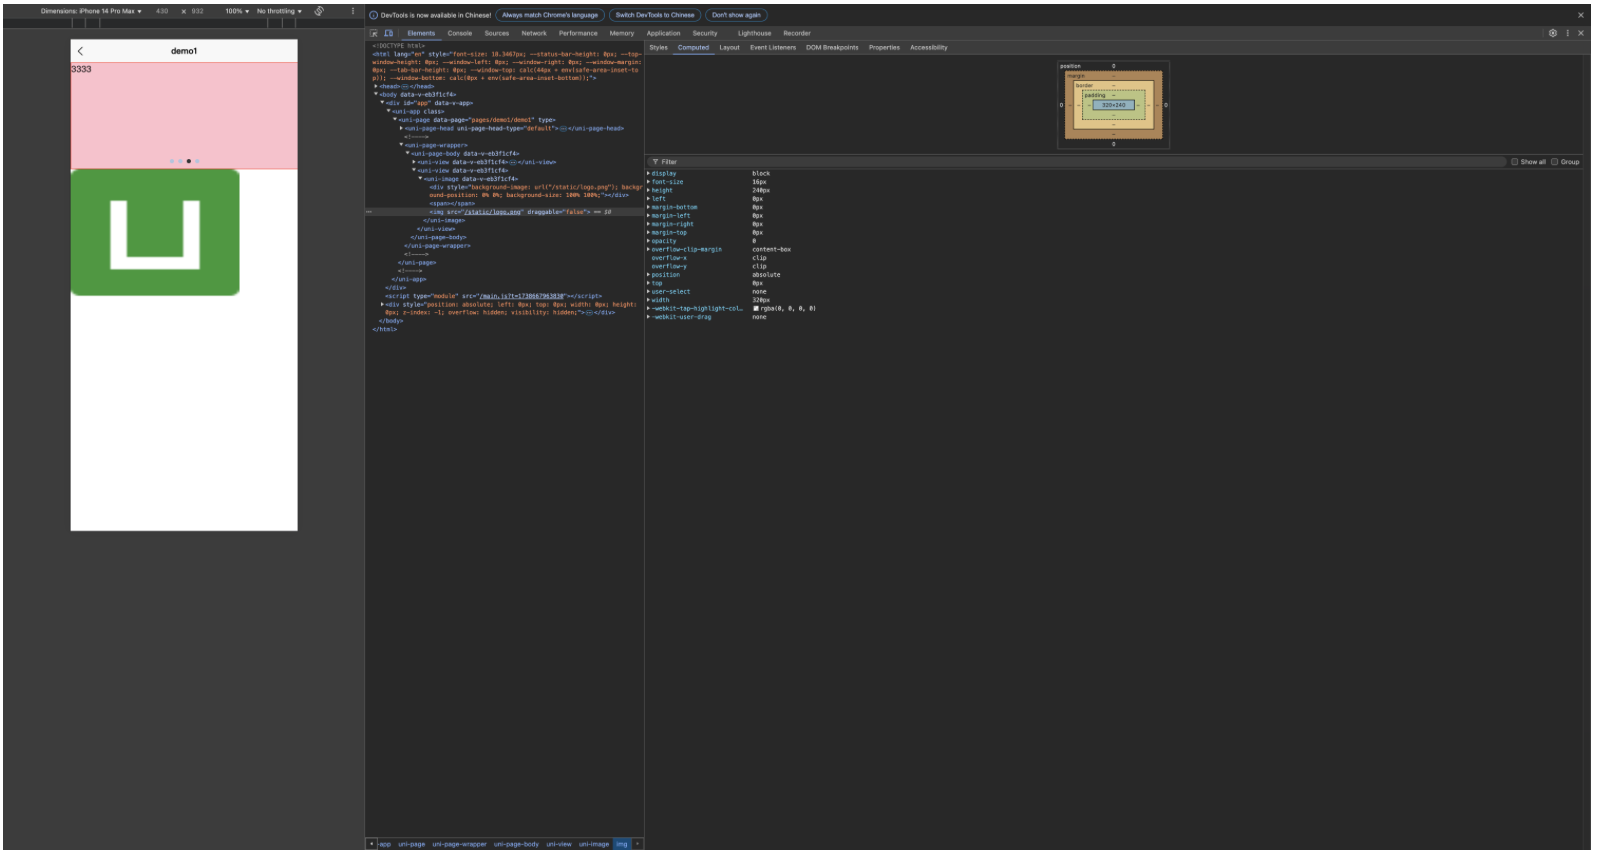 Dimensions: iPhone 14 Pro Max ▼ 430 × 932 100% ▼ No throttling ▼
demo1
3333
DevTools is now available in Chinese! Always match Chrome's language Switch DevTools to Chinese Don't show again
Elements Console Sources Network Performance Memory Application Security Lighthouse Recorder
<!DOCTYPE html>
<html lang="en" style="font-size: 18.3467px; --status-bar-height: 0px; --top-
window-height: 0px; --window-left: 0px; --window-right: 0px; --window-margin:
0px; --tab-bar-height: 0px; --window-top: calc(44px + env(safe-area-inset-to
p)); --window-bottom: calc(0px + env(safe-area-inset-bottom));">
<head>…</head>
<body data-v-eb3f1cf4>
<div id="app" data-v-app>
<uni-app class>
<uni-page data-page="pages/demo1/demo1" type>
<uni-page-head uni-page-head-type="default">…</uni-page-head>
<!---->
<uni-page-wrapper>
<uni-page-body data-v-eb3f1cf4>
<uni-view data-v-eb3f1cf4>…</uni-view>
<uni-view data-v-eb3f1cf4>
<uni-image data-v-eb3f1cf4>
<div style="background-image: url("/static/logo.png"); backgr
ound-position: 0% 0%; background-size: 100% 100%;"></div>
<span></span>
<img src="/static/logo.png" draggable="false"> == $0
</uni-image>
</uni-view>
</uni-page-body>
</uni-page-wrapper>
<!---->
</uni-page>
<!---->
</uni-app>
</div>
<script type="module" src="/main.js?t=1738667963830"></script>
<div style="position: absolute; left: 0px; top: 0px; width: 0px; height:
0px; z-index: -1; overflow: hidden; visibility: hidden;">…</div>
</body>
</html>
-app uni-page uni-page-wrapper uni-page-body uni-view uni-image img
Styles Computed Layout Event Listeners DOM Breakpoints Properties Accessibility
position 0
margin –
border –
padding –
0 – – – 320×240 – – – 0
–
–
–
0
Filter Show all Group
display block
font-size 16px
height 240px
left 0px
margin-bottom 0px
margin-left 0px
margin-right 0px
margin-top 0px
opacity 0
overflow-clip-margin content-box
overflow-x clip
overflow-y clip
position absolute
top 0px
user-select none
width 320px
-webkit-tap-highlight-col… rgba(0, 0, 0, 0)
-webkit-user-drag none